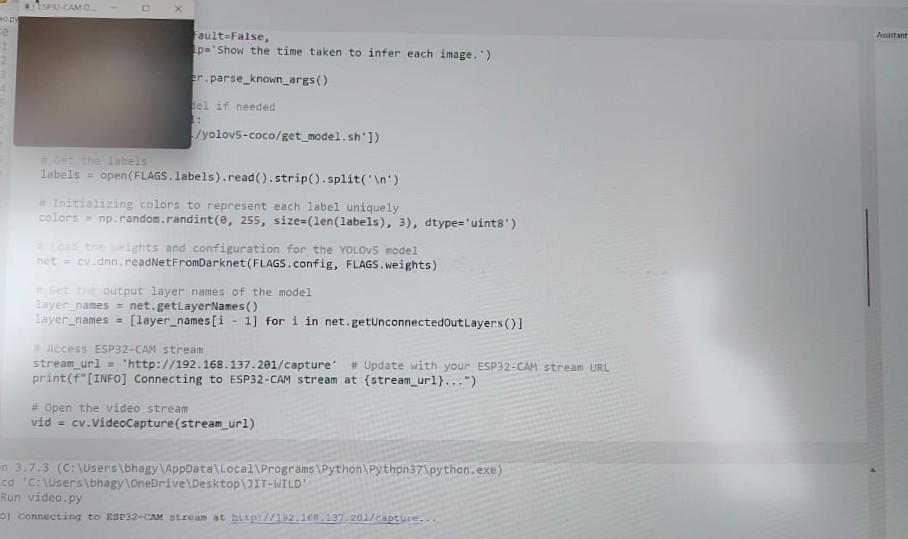 ESP32-CAM O...
fault=False,
lp='Show the time taken to infer each image.')
er.parse_known_args()
del if needed
l:
./yolov5-coco/get_model.sh'])
# Get the labels
labels = open(FLAGS.labels).read().strip().split('\n')
# Initializing colors to represent each label uniquely
colors = np.random.randint(0, 255, size=(len(labels), 3), dtype='uint8')
# Load the weights and configuration for the YOLOv5 model
net = cv.dnn.readNetFromDarknet(FLAGS.config, FLAGS.weights)
# Get the output layer names of the model
layer_names = net.getLayerNames()
layer_names = [layer_names[i - 1] for i in net.getUnconnectedOutLayers()]
# Access ESP32-CAM stream
stream_url = 'http://192.168.137.201/capture' # Update with your ESP32-CAM stream URL
print(f"[INFO] Connecting to ESP32-CAM stream at {stream_url}...")
# Open the video stream
vid = cv.VideoCapture(stream_url)
Assistant
n 3.7.3 (C:\Users\bhagy\AppData\Local\Programs\Python\Python37\python.exe)
cd 'C:\Users\bhagy\OneDrive\Desktop\JIT-WILD'
Run video.py
O] Connecting to ESP32-CAM stream at http://192.168.137.201/capture...